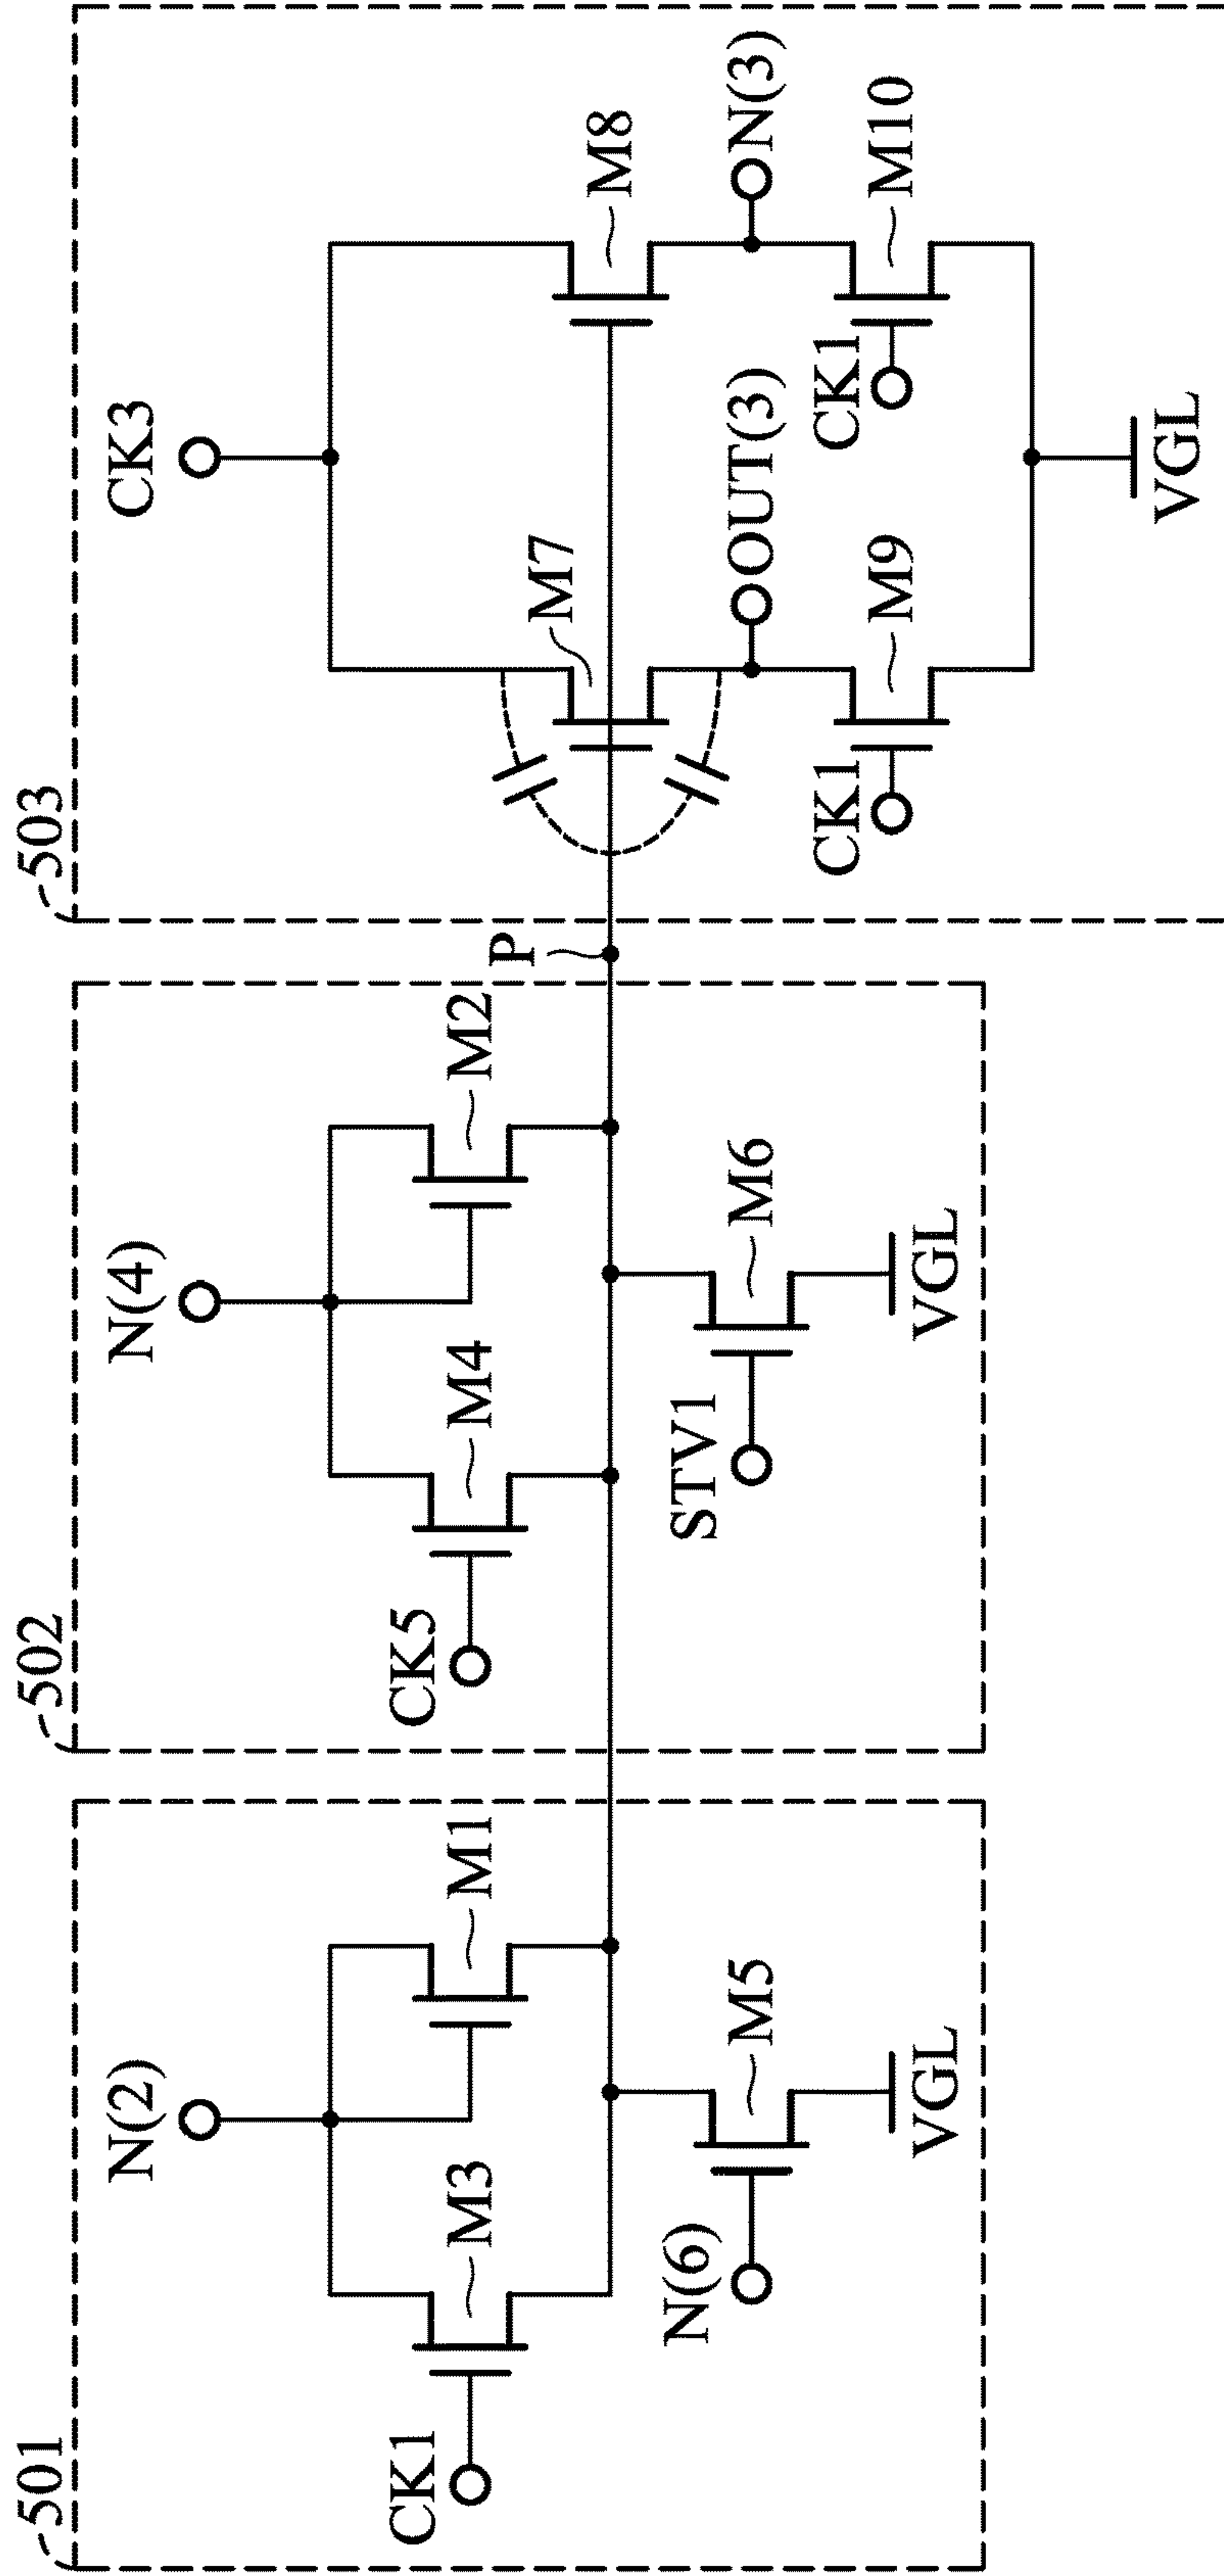 501
N(2)
CK1
M3
M1
N(6)
M5
VGL
502
N(4)
CK5
M4
M2
STV1
M6
VGL
P
503
CK3
M7
M8
OUT(3)
N(3)
CK1
M9
CK1
M10
VGL